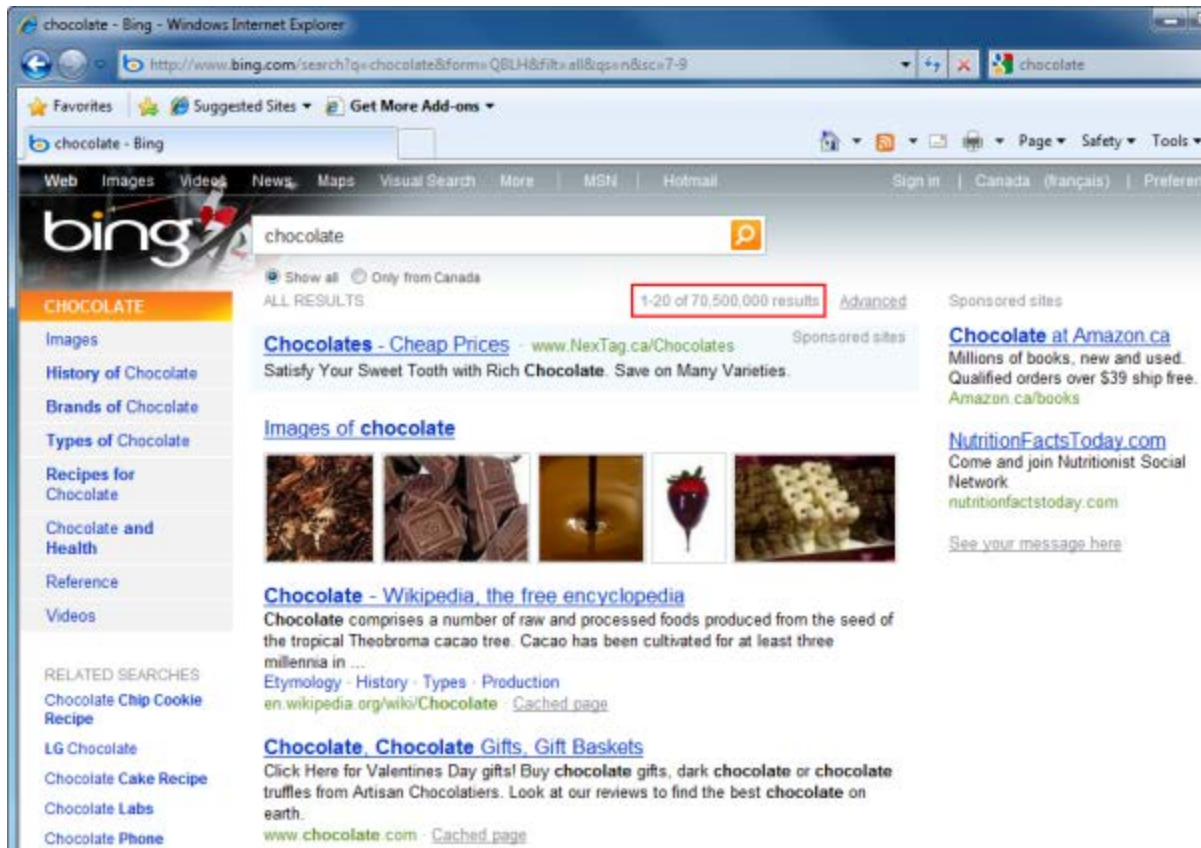 chocolate - Bing - Windows Internet Explorer
http://www.bing.com/search?q=chocolate&form=QBLH&filt=all&qs=n&sc=7-9
chocolate
Favorites Suggested Sites Get More Add-ons
chocolate - Bing
Page Safety Tools
Web Images Videos News Maps Visual Search More | MSN | Hotmail
Sign in | Canada (français) |
bing
chocolate
Show all Only from Canada
CHOCOLATE
Images
History of Chocolate
Brands of Chocolate
Types of Chocolate
Recipes for
Chocolate
Chocolate and
Health
Reference
Videos
RELATED SEARCHES
Chocolate Chip Cookie
Recipe
LG Chocolate
Chocolate Cake Recipe
Chocolate Labs
Chocolate Phone
ALL RESULTS
1-20 of 70,500,000 results Advanced
Chocolates - Cheap Prices · www.NexTag.ca/Chocolates
Sponsored sites
Satisfy Your Sweet Tooth with Rich Chocolate. Save on Many Varieties.
Images of chocolate
Chocolate - Wikipedia, the free encyclopedia
Chocolate comprises a number of raw and processed foods produced from the seed of
the tropical Theobroma cacao tree. Cacao has been cultivated for at least three
millennia in ...
Etymology · History · Types · Production
en.wikipedia.org/wiki/Chocolate · Cached page
Chocolate, Chocolate Gifts, Gift Baskets
Click Here for Valentines Day gifts! Buy chocolate gifts, dark chocolate or chocolate
truffles from Artisan Chocolatiers. Look at our reviews to find the best chocolate on
earth.
www.chocolate.com · Cached page
Sponsored sites
Chocolate at Amazon.ca
Millions of books, new and used.
Qualified orders over $39 ship free.
Amazon.ca/books
NutritionFactsToday.com
Come and join Nutritionist Social
Network
nutritionfactstoday.com
See your message here